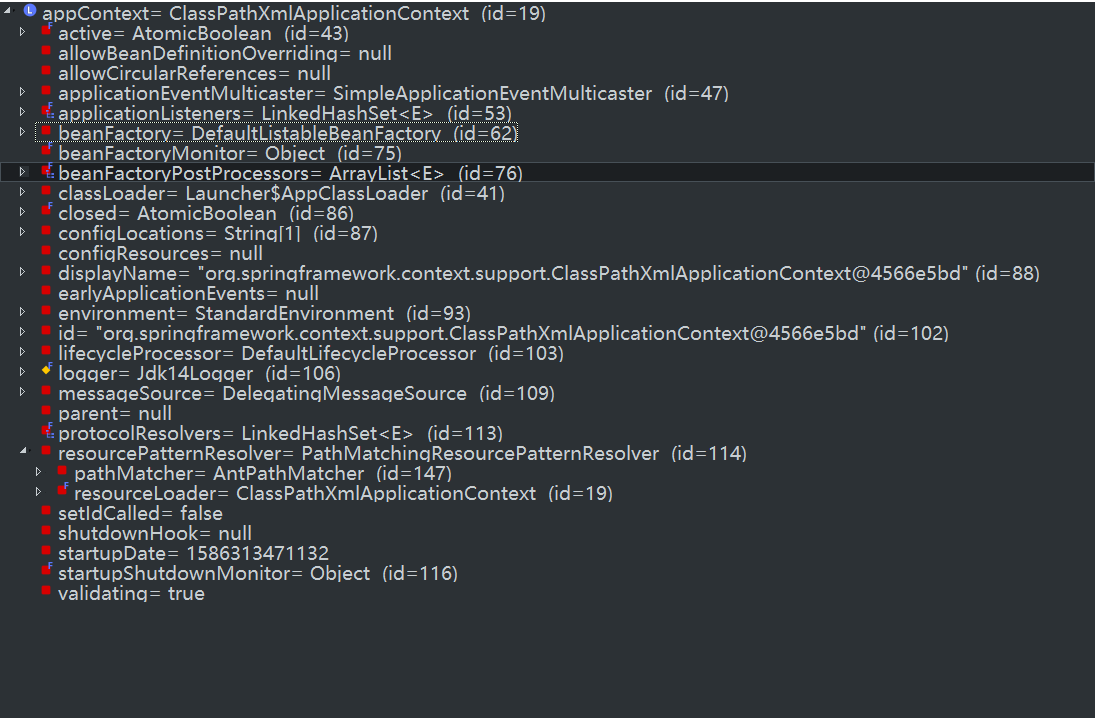 appContext= ClassPathXmlApplicationContext (id=19)
active= AtomicBoolean (id=43)
allowBeanDefinitionOverriding= null
allowCircularReferences= null
applicationEventMulticaster= SimpleApplicationEventMulticaster (id=47)
applicationListeners= LinkedHashSet<E> (id=53)
beanFactory= DefaultListableBeanFactory (id=62)
beanFactoryMonitor= Object (id=75)
beanFactoryPostProcessors= ArrayList<E> (id=76)
classLoader= Launcher$AppClassLoader (id=41)
closed= AtomicBoolean (id=86)
configLocations= String[1] (id=87)
configResources= null
displayName= "org.springframework.context.support.ClassPathXmlApplicationContext@4566e5bd" (id=88)
earlyApplicationEvents= null
environment= StandardEnvironment (id=93)
id= "org.springframework.context.support.ClassPathXmlApplicationContext@4566e5bd" (id=102)
lifecycleProcessor= DefaultLifecycleProcessor (id=103)
logger= Jdk14Logger (id=106)
messageSource= DelegatingMessageSource (id=109)
parent= null
protocolResolvers= LinkedHashSet<E> (id=113)
resourcePatternResolver= PathMatchingResourcePatternResolver (id=114)
pathMatcher= AntPathMatcher (id=147)
resourceLoader= ClassPathXmlApplicationContext (id=19)
setIdCalled= false
shutdownHook= null
startupDate= 1586313471132
startupShutdownMonitor= Object (id=116)
validating= true